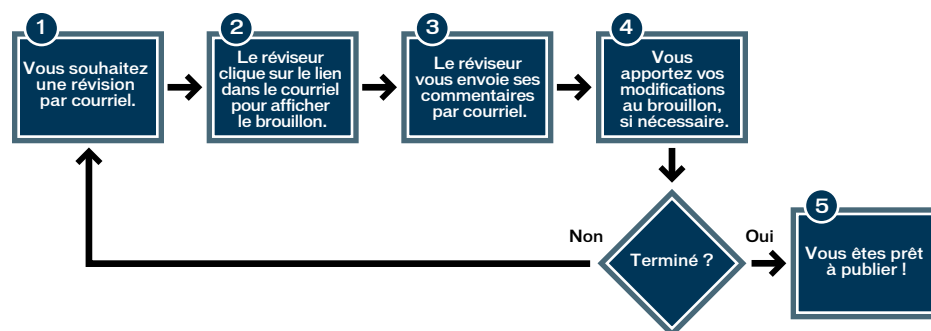 1
Vous souhaitez
une révision
par courriel.
2
Le réviseur
clique sur le lien
dans le courriel
pour afficher
le brouillon.
3
Le réviseur
vous envoie ses
commentaires
par courriel.
4
Vous
apportez vos
modifications
au brouillon,
si nécessaire.
Terminé ?
Non
Oui
5
Vous êtes prêt
à publier !